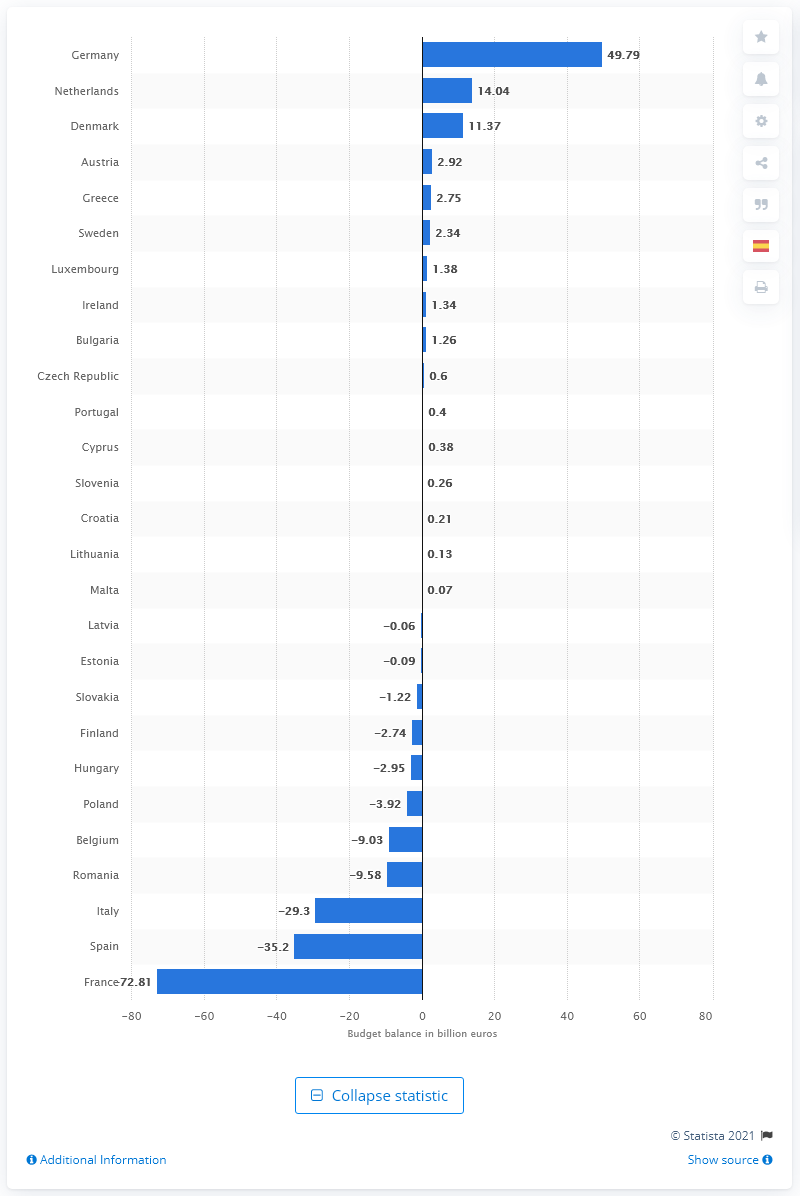 Germany 49.79
Netherlands 14.04
Denmark 11.37
Austria 2.92
Greece 2.75
Sweden 2.34
Luxembourg 1.38
Ireland 1.34
Bulgaria 1.26
Czech Republic 0.6
Portugal 0.4
Cyprus 0.38
Slovenia 0.26
Croatia 0.21
Lithuania 0.13
Malta 0.07
Latvia −0.06
Estonia −0.09
Slovakia −1.22
Finland −2.74
Hungary −2.95
Poland −3.92
Belgium −9.03
Romania −9.58
Italy −29.3
Spain −35.2
France −72.81
−80 −60 −40 −20 0 20 40 60 80
Budget balance in billion euros
Collapse statistic
© Statista 2021
Additional Information Show source